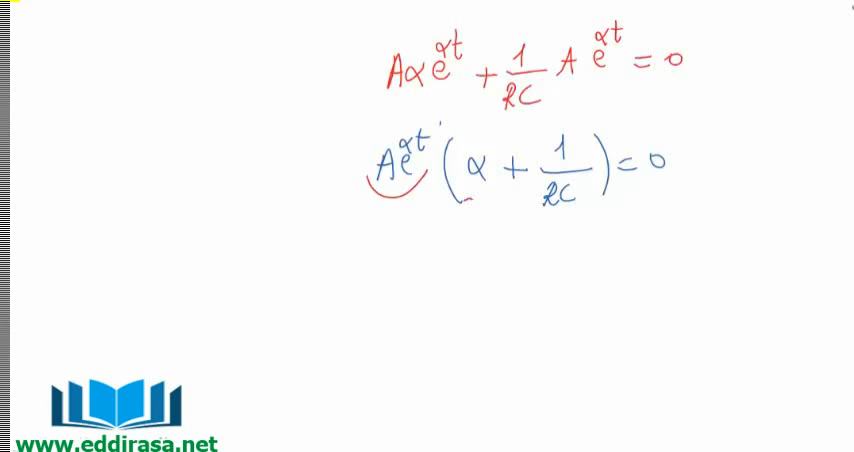 Aαe^αt + 1/RC A e^αt = 0
Ae^αt (α + 1/RC) = 0
www.eddirasa.net